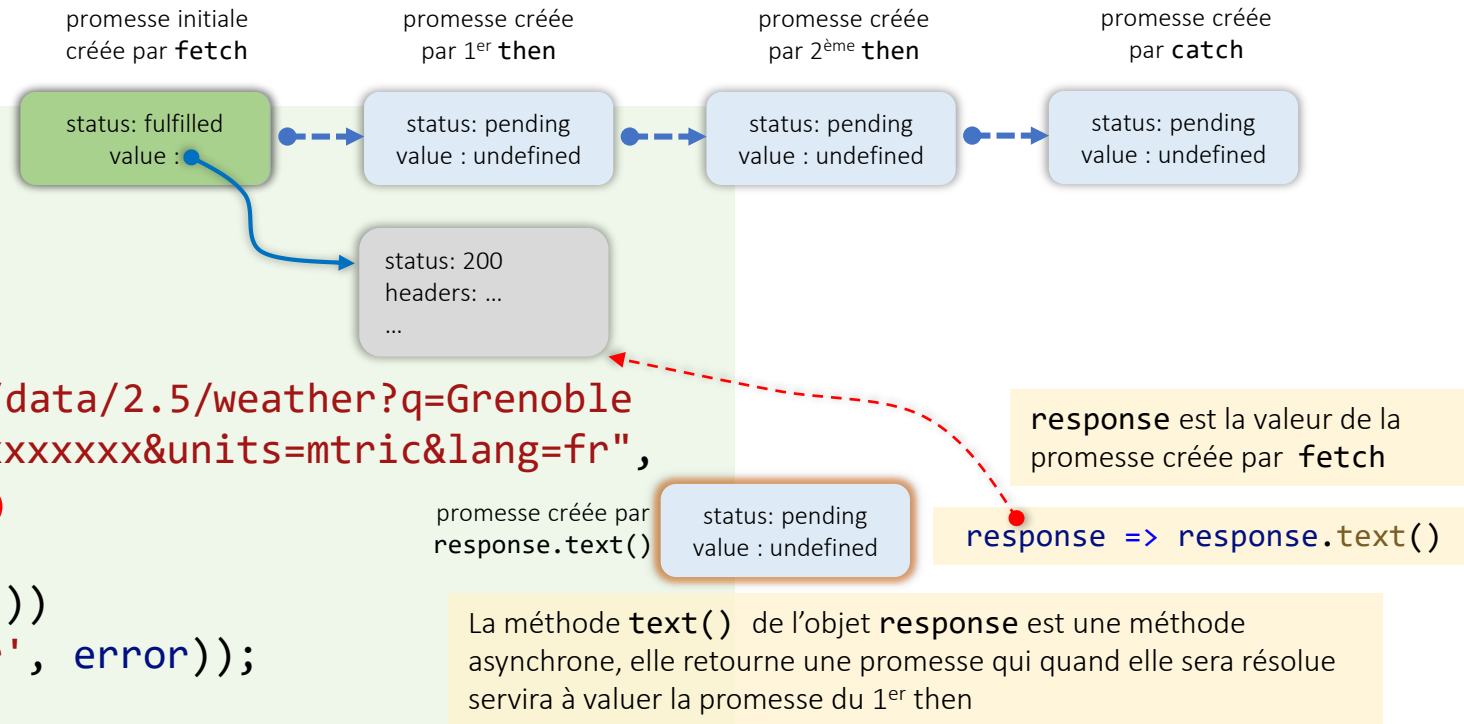 promesse initiale
créée par fetch
promesse créée
par 1er then
promesse créée
par 2ème then
promesse créée
par catch
status: fulfilled
value :
status: pending
value : undefined
status: pending
value : undefined
status: pending
value : undefined
status: 200
headers: …
…
/data/2.5/weather?q=Grenoble
xxxxxxx&units=mtric&lang=fr",
)
response est la valeur de la
promesse créée par fetch
promesse créée par
response.text()
status: pending
value : undefined
response => response.text()
))
', error));
La méthode text() de l’objet response est une méthode
asynchrone, elle retourne une promesse qui quand elle sera résolue
servira à valuer la promesse du 1er then